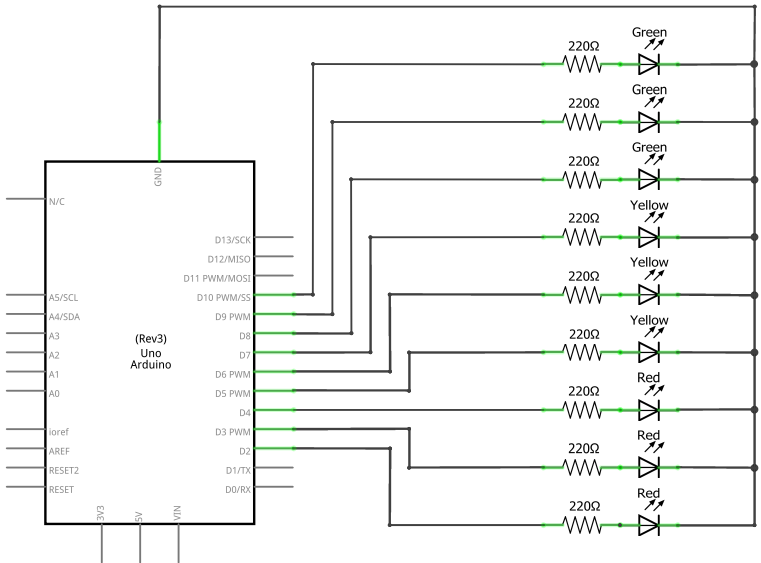 Green
220Ω
Green
220Ω
Green
220Ω
Yellow
220Ω
Yellow
220Ω
Yellow
220Ω
Red
220Ω
Red
220Ω
Red
220Ω
GND
N/C
A5/SCL
A4/SDA
A3
A2
A1
A0
ioref
AREF
RESET2
RESET
(Rev3)
Uno
Arduino
D13/SCK
D12/MISO
D11 PWM/MOSI
D10 PWM/SS
D9 PWM
D8
D7
D6 PWM
D5 PWM
D4
D3 PWM
D2
D1/TX
D0/RX
3V3
5V
VIN